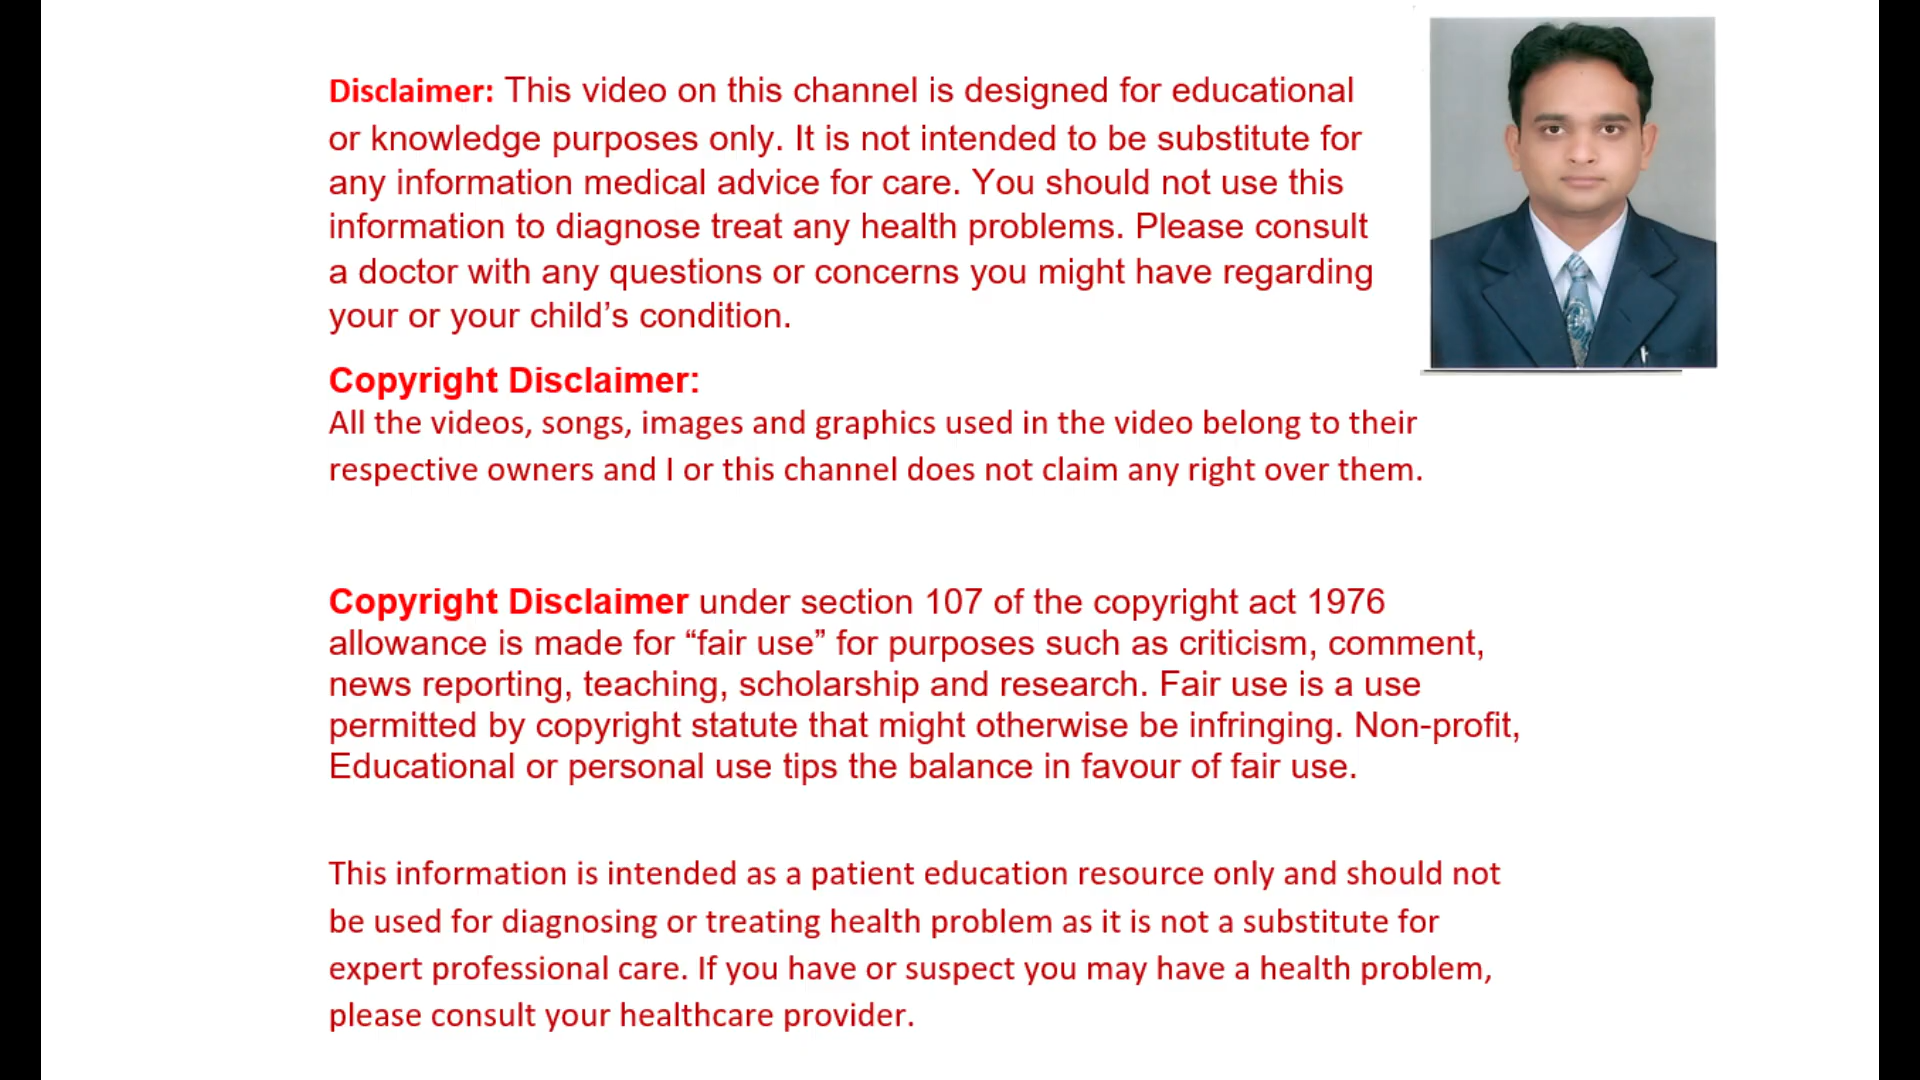 Disclaimer: This video on this channel is designed for educational
or knowledge purposes only. It is not intended to be substitute for
any information medical advice for care. You should not use this
information to diagnose treat any health problems. Please consult
a doctor with any questions or concerns you might have regarding
your or your child’s condition.
Copyright Disclaimer:
All the videos, songs, images and graphics used in the video belong to their
respective owners and I or this channel does not claim any right over them.
Copyright Disclaimer under section 107 of the copyright act 1976
allowance is made for “fair use” for purposes such as criticism, comment,
news reporting, teaching, scholarship and research. Fair use is a use
permitted by copyright statute that might otherwise be infringing. Non-profit,
Educational or personal use tips the balance in favour of fair use.
This information is intended as a patient education resource only and should not
be used for diagnosing or treating health problem as it is not a substitute for
expert professional care. If you have or suspect you may have a health problem,
please consult your healthcare provider.